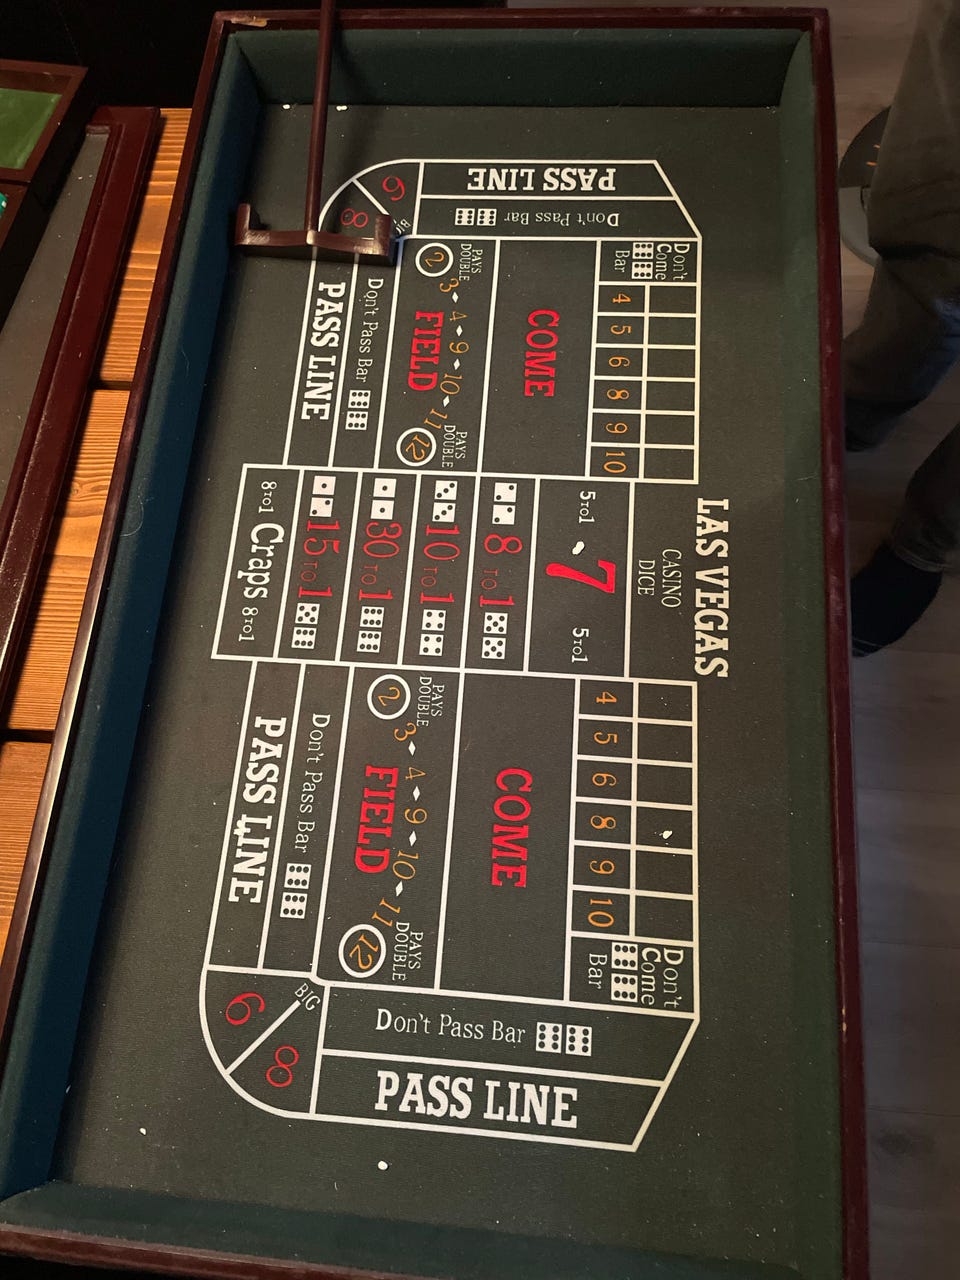 PASS LINE
Don't Pass Bar
6
8
BIG
Don't Pass Bar
PASS LINE
PAYS
DOUBLE
2
3 4 9 10 11
FIELD
PAYS
DOUBLE
12
COME
Don't
Come
Bar
4 5 6 8 9 10
LAS VEGAS
CASINO
DICE
5 TO 1 7 5 TO 1
8 TO 1
10 TO 1
30 TO 1
15 TO 1
8 TO 1 Craps 8 TO 1
4 5 6 8 9 10
Don't
Come
Bar
COME
PAYS
DOUBLE
2
3 4 9 10 11
FIELD
PAYS
DOUBLE
12
Don't Pass Bar
PASS LINE
BIG
6
8
Don't Pass Bar
PASS LINE